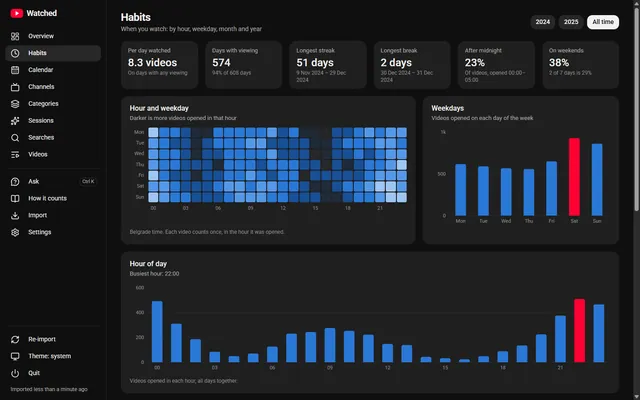 Watched
Overview
Habits
Calendar
Channels
Categories
Sessions
Searches
Videos
Ask
Ctrl K
How it counts
Import
Settings
Re-import
Theme: system
Quit
Imported less than a minute ago
Habits
When you watch: by hour, weekday, month and year
2024
2025
All time
Per day watched
8.3 videos
On days with any viewing
Days with viewing
574
94% of 608 days
Longest streak
51 days
9 Nov 2024 – 29 Dec
2024
Longest break
2 days
30 Dec 2024 – 31 Dec
2024
After midnight
23%
Of videos, opened 00:00–
05:00.
On weekends
38%
2 of 7 days is 29%
Hour and weekday
Darker is more videos opened in that hour
Mon
Tue
Wed
Thu
Fri
Sat
Sun
00
03
06
09
12
15
18
21
Belgrade time. Each video counts once, in the hour it was opened.
Weekdays
Videos opened on each day of the week
1k
500
0
Mon
Tue
Wed
Thu
Fri
Sat
Sun
Hour of day
Busiest hour: 22:00
600
400
200
0
00
03
06
09
12
15
18
21
Videos opened in each hour, all days together.